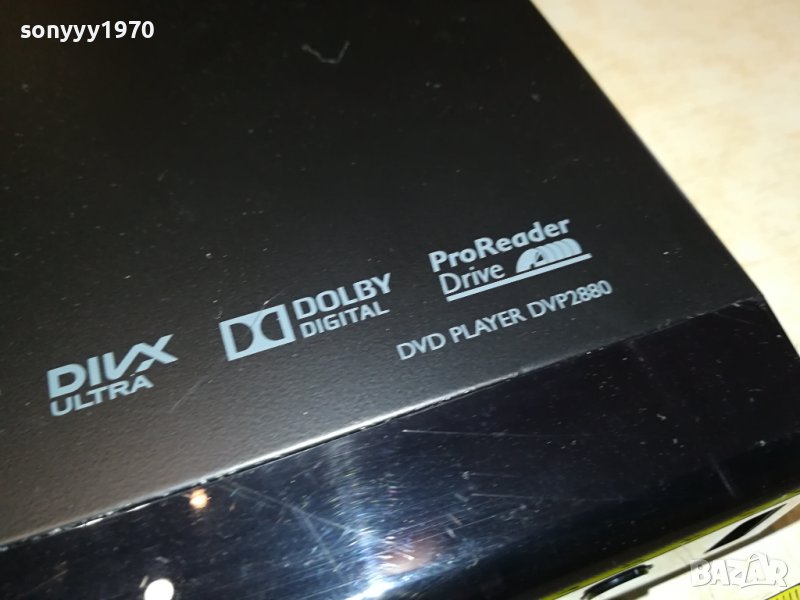 sonyyy1970
ProReader
Drive
DOLBY
DIGITAL
DIVX
ULTRA
DVD PLAYER DVP2880
BAZAR